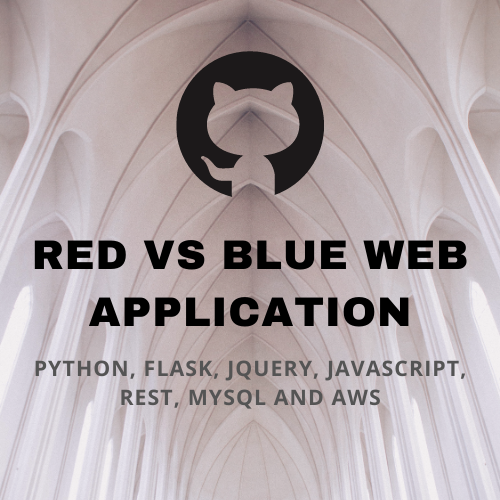 RED VS BLUE WEB
APPLICATION
PYTHON, FLASK, JQUERY, JAVASCRIPT,
REST, MYSQL AND AWS